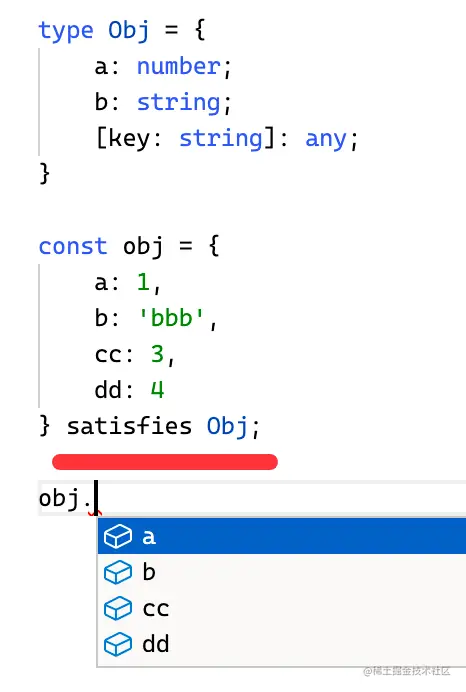 type Obj = {
    a: number;
    b: string;
    [key: string]: any;
}
const obj = {
    a: 1,
    b: 'bbb',
    cc: 3,
    dd: 4
} satisfies Obj;
obj.
a
b
cc
dd
@稀土掘金技术社区